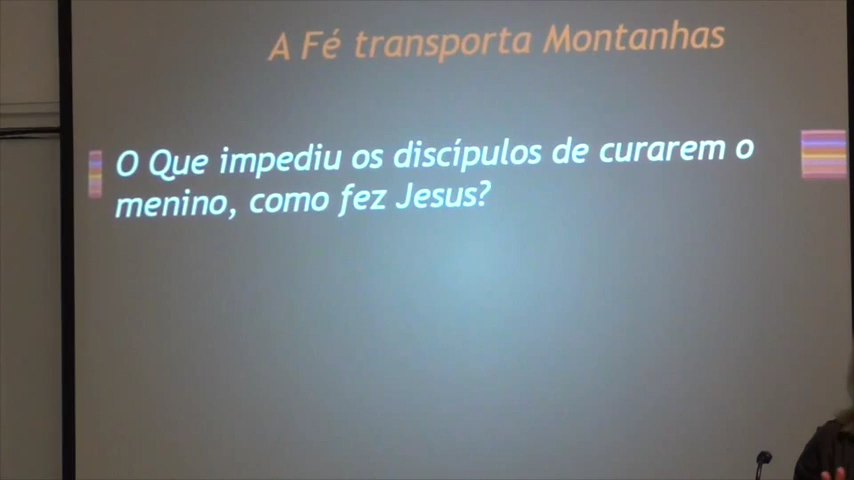 A Fé transporta Montanhas
O Que impediu os discípulos de curarem o
menino, como fez Jesus?